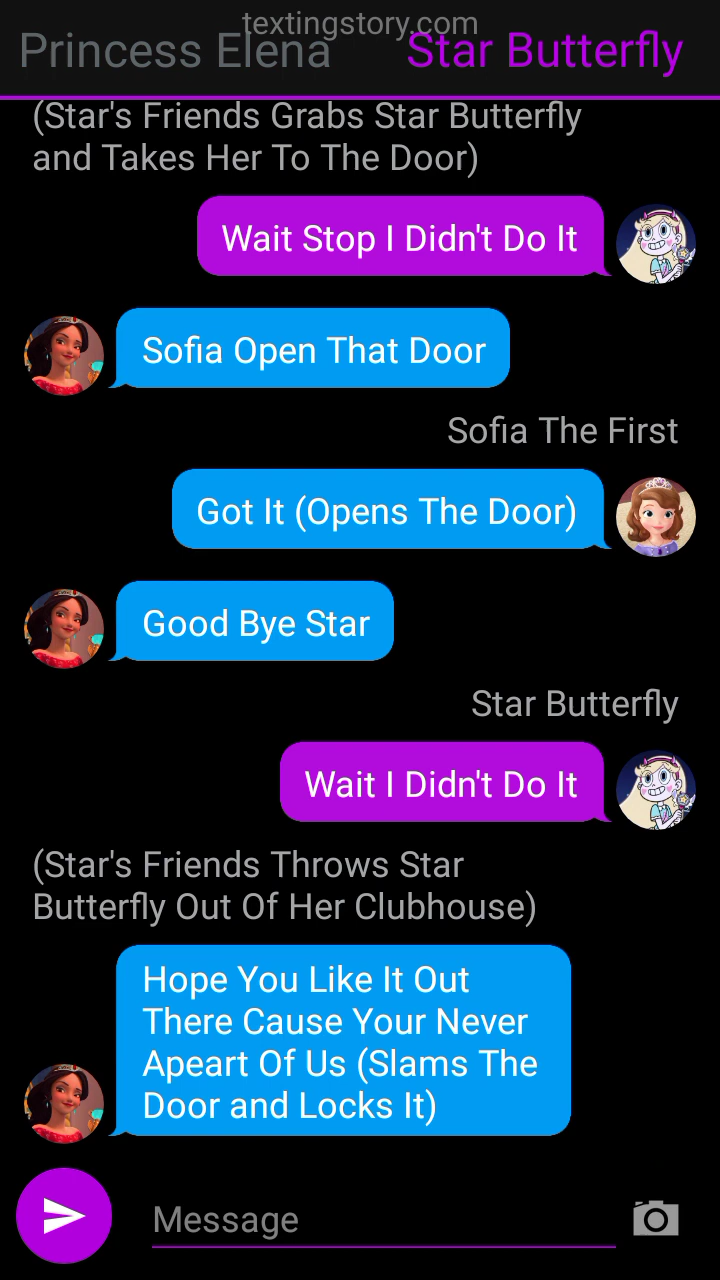 textingstory.com
Princess Elena Star Butterfly
(Star's Friends Grabs Star Butterfly
and Takes Her To The Door)
Wait Stop I Didn't Do It
Sofia Open That Door
Sofia The First
Got It (Opens The Door)
Good Bye Star
Star Butterfly
Wait I Didn't Do It
(Star's Friends Throws Star
Butterfly Out Of Her Clubhouse)
Hope You Like It Out
There Cause Your Never
Apeart Of Us (Slams The
Door and Locks It)
Message